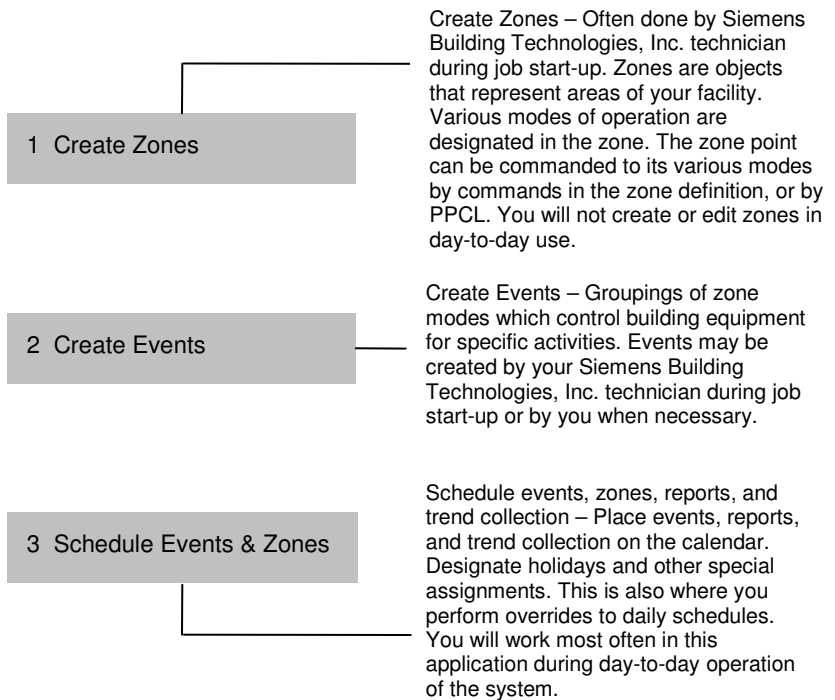 Create Zones – Often done by Siemens
Building Technologies, Inc. technician
during job start-up. Zones are objects
that represent areas of your facility.
Various modes of operation are
designated in the zone. The zone point
can be commanded to its various modes
by commands in the zone definition, or by
PPCL. You will not create or edit zones in
day-to-day use.
1 Create Zones
Create Events – Groupings of zone
modes which control building equipment
for specific activities. Events may be
created by your Siemens Building
Technologies, Inc. technician during job
start-up or by you when necessary.
2 Create Events
Schedule events, zones, reports, and
trend collection – Place events, reports,
and trend collection on the calendar.
Designate holidays and other special
assignments. This is also where you
perform overrides to daily schedules.
You will work most often in this
application during day-to-day operation
of the system.
3 Schedule Events & Zones